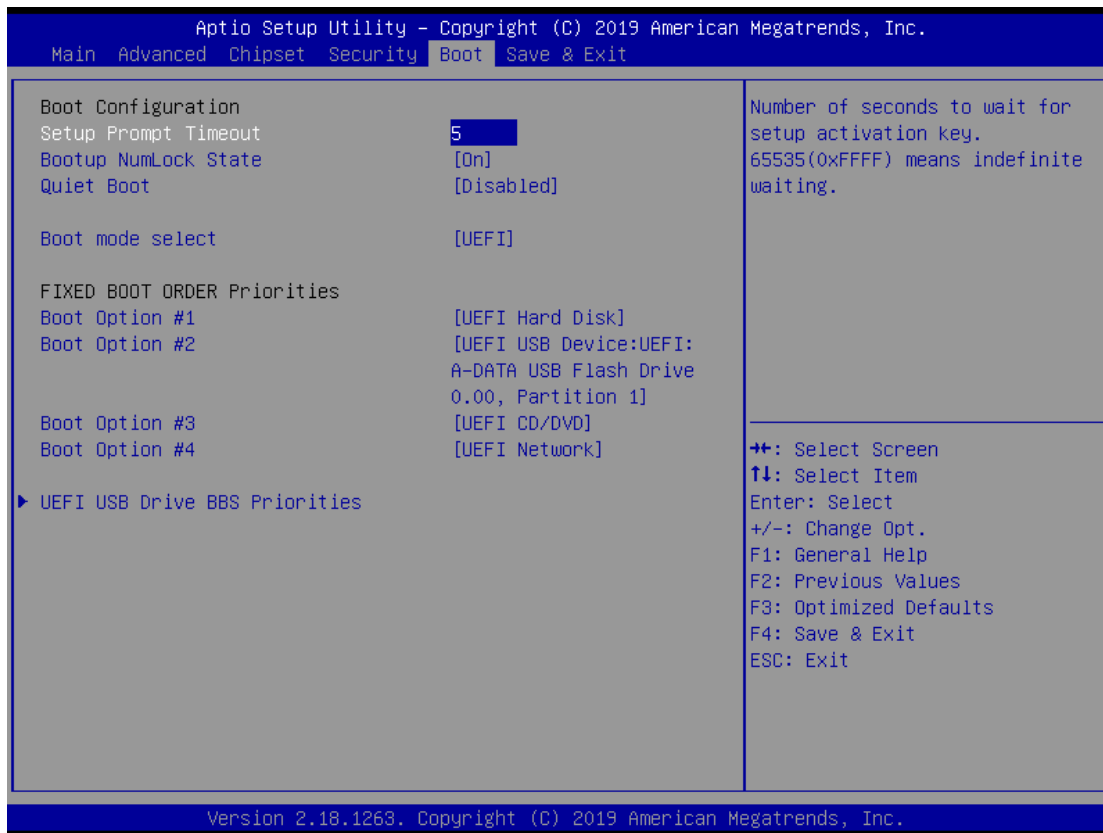 Aptio Setup Utility – Copyright (C) 2019 American Megatrends, Inc.
Main Advanced Chipset Security Boot Save & Exit
Boot Configuration
Setup Prompt Timeout 5
Bootup NumLock State [On]
Quiet Boot [Disabled]
Boot mode select [UEFI]
FIXED BOOT ORDER Priorities
Boot Option #1 [UEFI Hard Disk]
Boot Option #2 [UEFI USB Device:UEFI:
A-DATA USB Flash Drive
0.00, Partition 1]
Boot Option #3 [UEFI CD/DVD]
Boot Option #4 [UEFI Network]
UEFI USB Drive BBS Priorities
Number of seconds to wait for
setup activation key.
65535(0xFFFF) means indefinite
waiting.
→←: Select Screen
↑↓: Select Item
Enter: Select
+/-: Change Opt.
F1: General Help
F2: Previous Values
F3: Optimized Defaults
F4: Save & Exit
ESC: Exit
Version 2.18.1263. Copyright (C) 2019 American Megatrends, Inc.